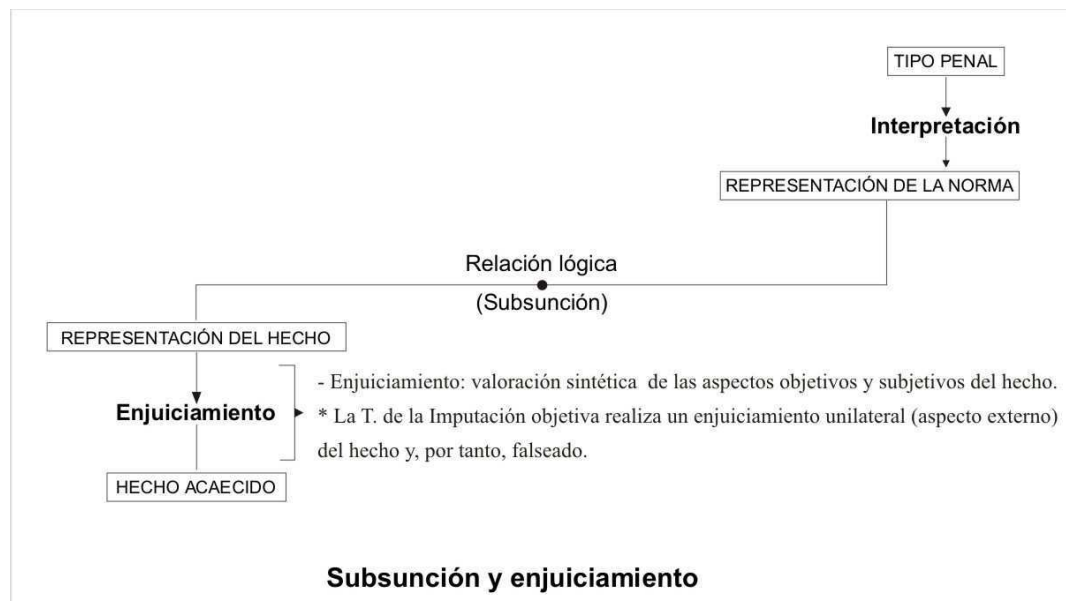 TIPO PENAL
Interpretación
REPRESENTACIÓN DE LA NORMA
Relación lógica
(Subsunción)
REPRESENTACIÓN DEL HECHO
- Enjuiciamiento: valoración sintética de las aspectos objetivos y subjetivos del hecho.
Enjuiciamiento
* La T. de la Imputación objetiva realiza un enjuiciamiento unilateral (aspecto externo)
del hecho y, por tanto, falseado.
HECHO ACAECIDO
Subsunción y enjuiciamiento